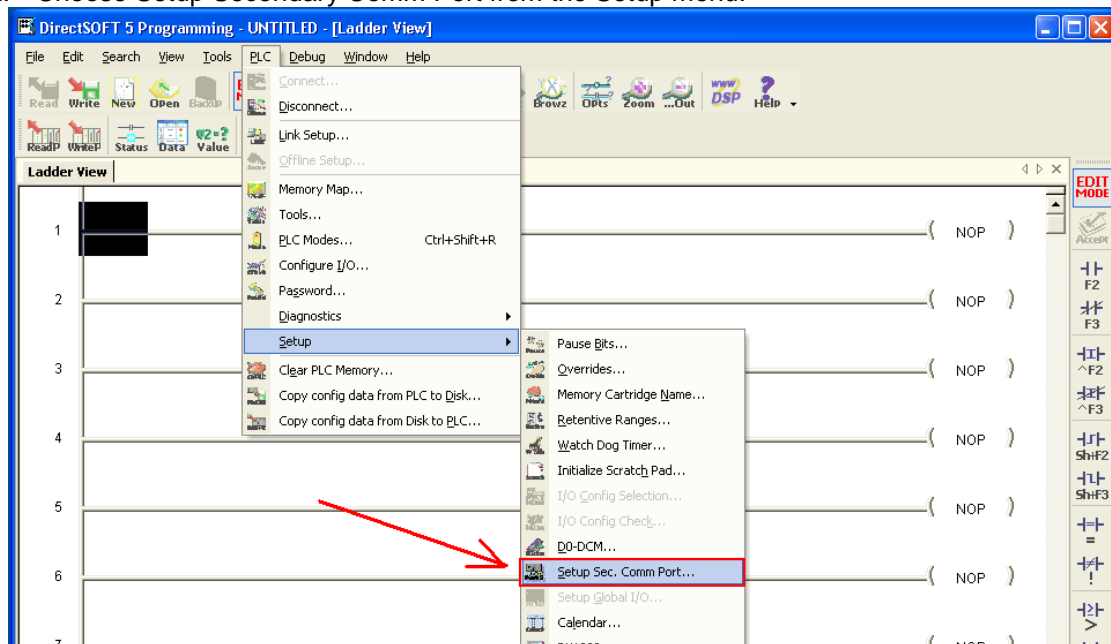 Choose Setup Secondary Comm Port from the Setup menu.
DirectSOFT 5 Programming - UNTITLED - [Ladder View]
File Edit Search View Tools PLC Debug Window Help
Read Write New Open Backup Browz Opts Zoom ...Out DSP Help
www
ReadP WriteP Status Data Value
Ladder View
Connect...
Disconnect...
Link Setup...
Offline Setup...
Memory Map...
Tools...
PLC Modes... Ctrl+Shift+R
Configure I/O...
Password...
Diagnostics
Setup
Clear PLC Memory...
Copy config data from PLC to Disk...
Copy config data from Disk to PLC...
Pause Bits...
Overrides...
Memory Cartridge Name...
Retentive Ranges...
Watch Dog Timer...
Initialize Scratch Pad...
I/O Config Selection...
I/O Config Check...
D0-DCM...
Setup Sec. Comm Port...
Setup Global I/O...
Calendar...
1 ( NOP )
2 ( NOP )
3 ( NOP )
4 ( NOP )
5 ( NOP )
6 ( NOP )
EDIT
MODE
Accept
F2
F3
^F2
^F3
Sh+F2
Sh+F3
=
!
>